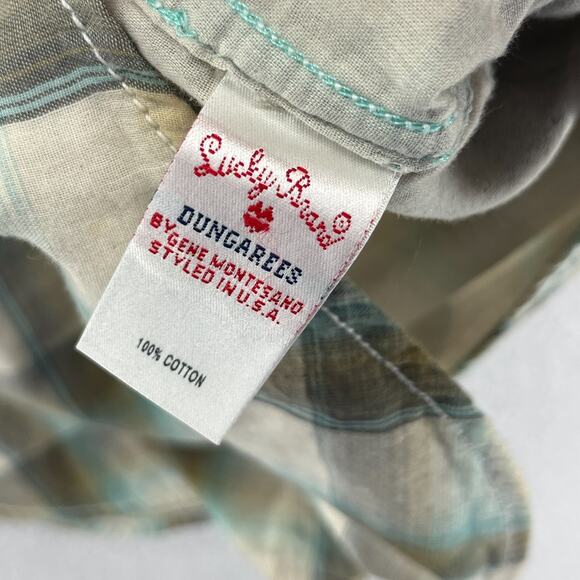 Lucky Brand
DUNGAREES
BY GENE MONTESANO
STYLED IN U.S.A.
100% COTTON